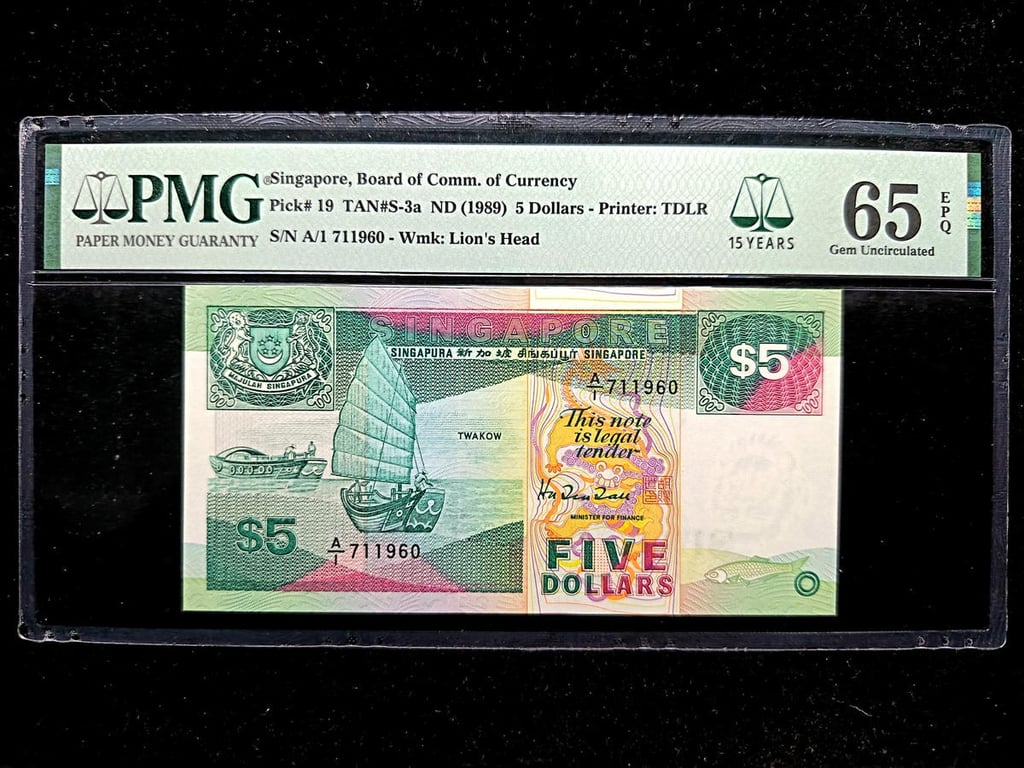 PMG®
PAPER MONEY GUARANTY
Singapore, Board of Comm. of Currency
Pick# 19 TAN#S-3a ND (1989) 5 Dollars - Printer: TDLR
S/N A/1 711960 - Wmk: Lion's Head
15 YEARS
65 EPQ
Gem Uncirculated
SINGAPORE
SINGAPURA 新加坡 சிங்கப்பூர் SINGAPORE
MAJULAH SINGAPURA
$5
A/1 711960
TWAKOW
This note
is legal
tender
MINISTER FOR FINANCE
$5
A/1 711960
FIVE
DOLLARS